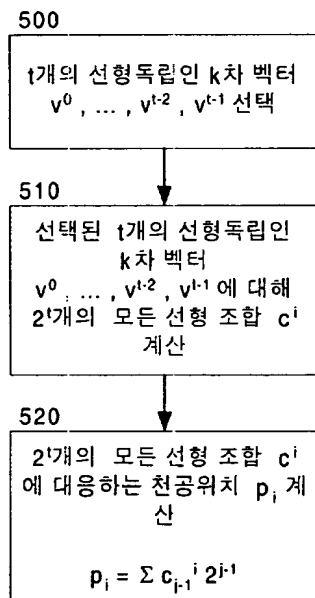 500
t개의 선형독립인 k차 벡터
v⁰ , ... , vᵗ⁻² , vᵗ⁻¹ 선택
510
선택된 t개의 선형독립인
k차 벡터
v⁰ , ... , vᵗ⁻² , vᵗ⁻¹ 에 대해
2ᵗ개의 모든 선형 조합 cⁱ
계산
520
2ᵗ개의 모든 선형 조합 cⁱ
에 대응하는 천공위치 pᵢ 계
산
pᵢ = Σ cⱼ₋₁ⁱ 2ʲ⁻¹